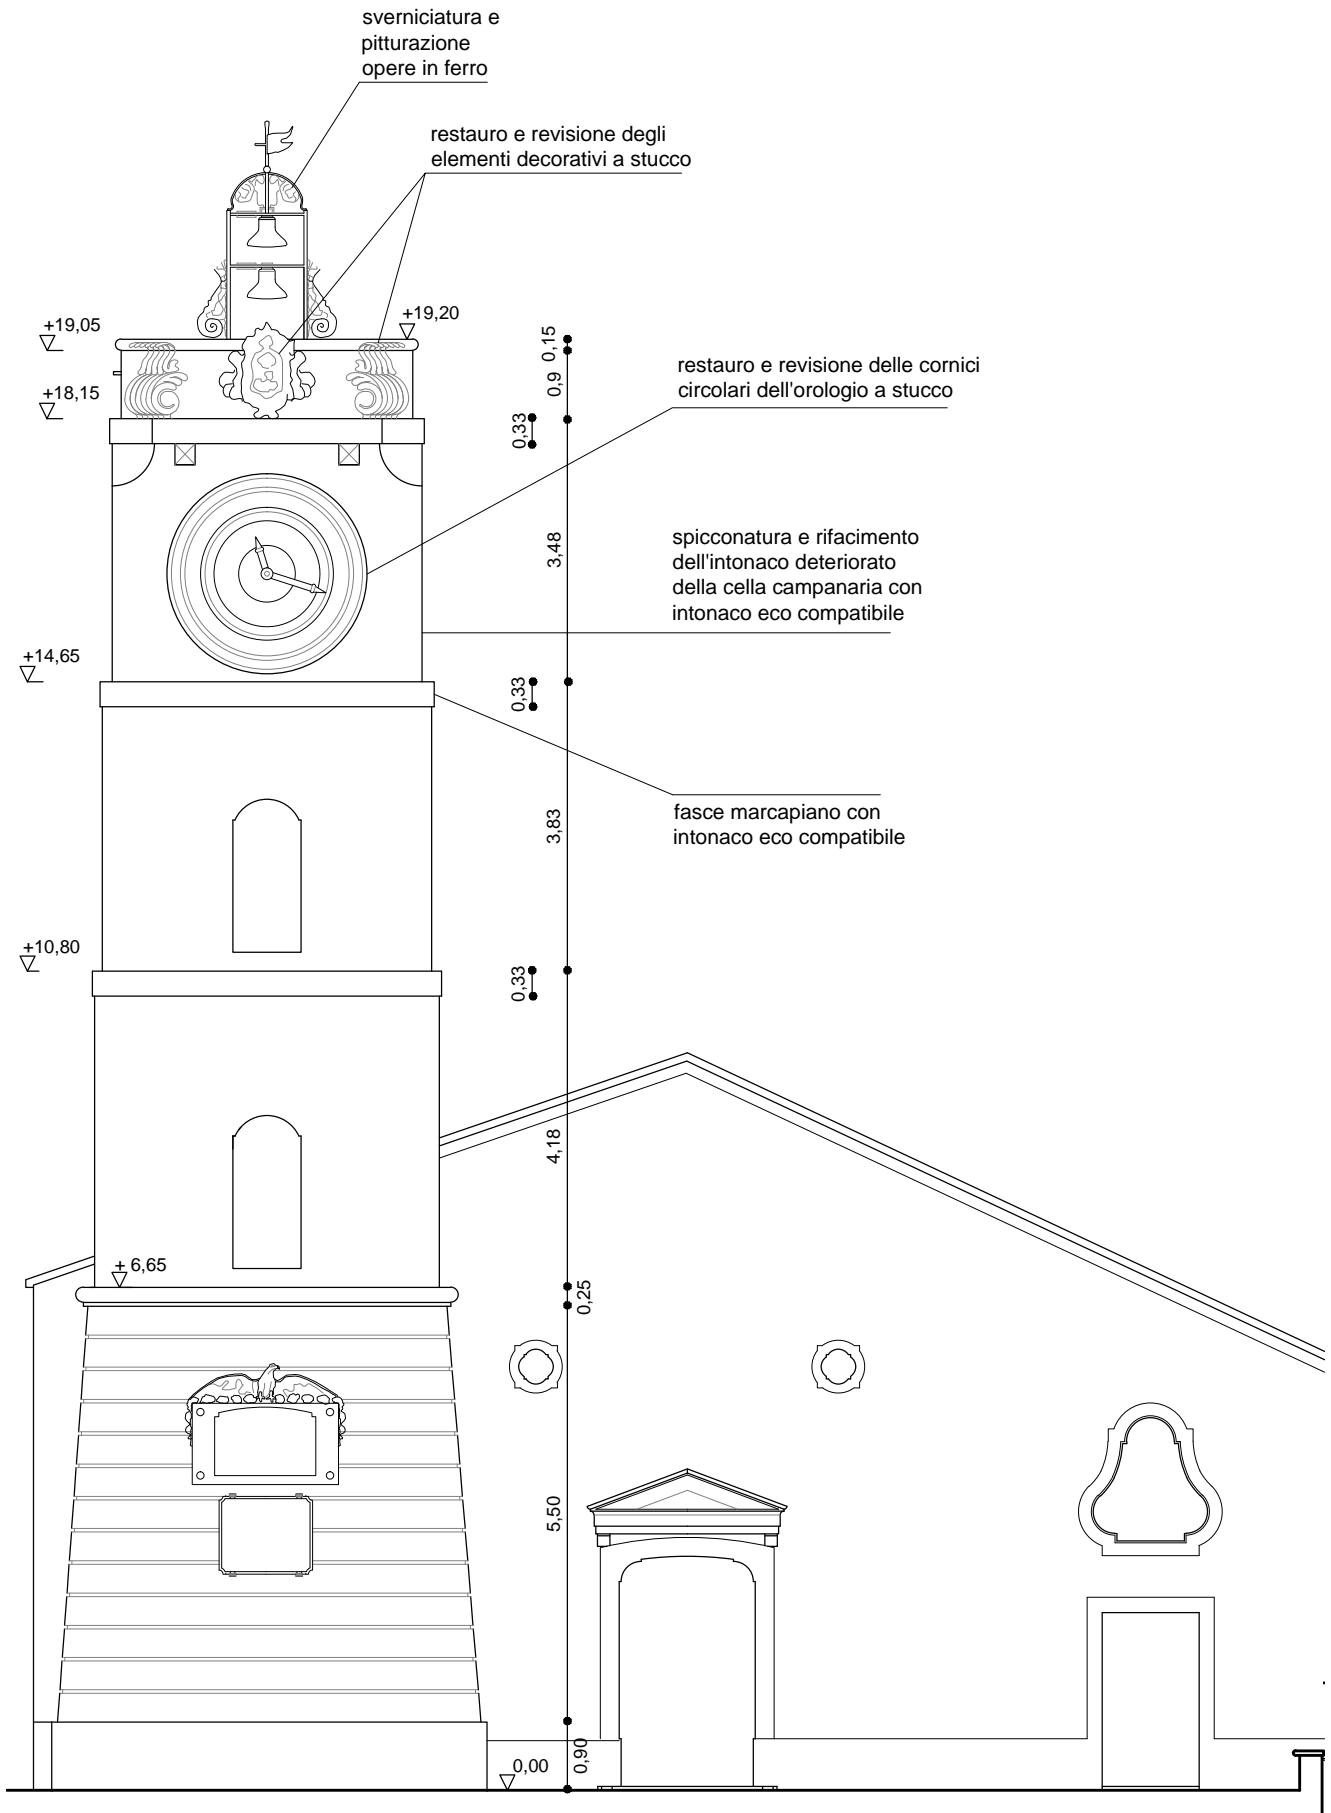 sverniciatura e
pitturazione
opere in ferro
restauro e revisione degli
elementi decorativi a stucco
+19,05
+19,20
0,15
restauro e revisione delle cornici
circolari dell'orologio a stucco
0,9
+18,15
0,33
3,48
spicconatura e rifacimento
dell'intonaco deteriorato
della cella campanaria con
intonaco eco compatibile
+14,65
0,33
fasce marcapiano con
intonaco eco compatibile
3,83
+10,80
0,33
4,18
+ 6,65
0,25
5,50
0,90
0,00